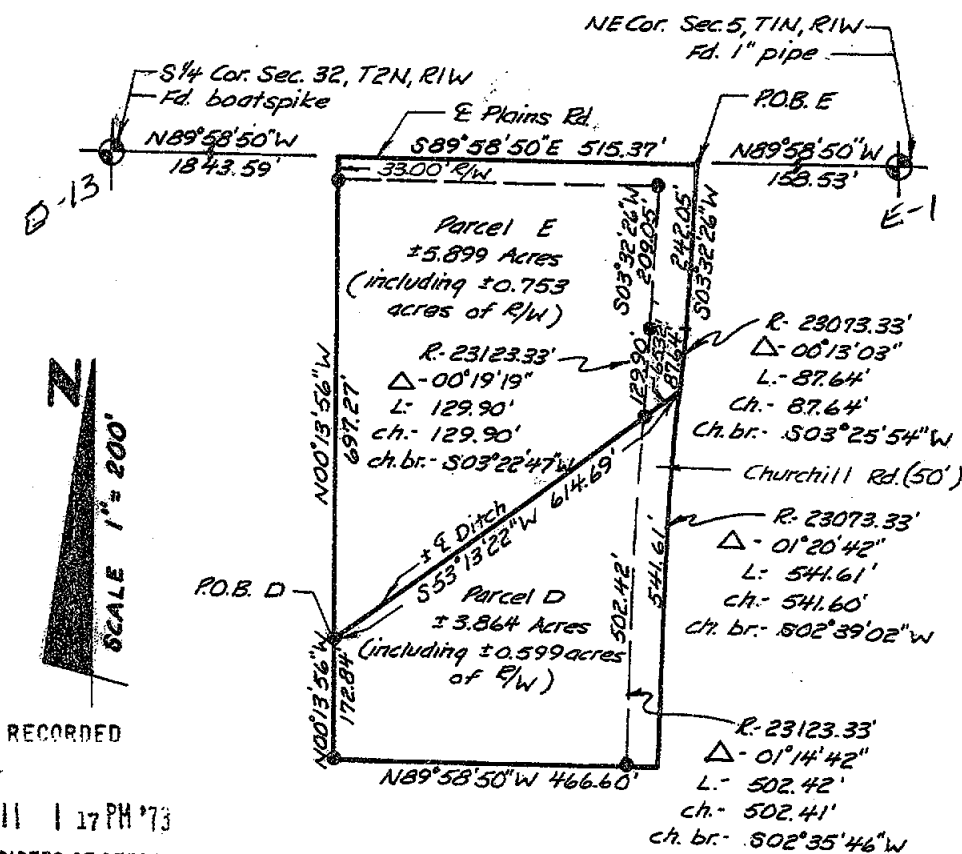 NE Cor. Sec. 5, T1N, R1W
Fd. 1" pipe
S¼ Cor. Sec. 32, T2N, R1W
Fd. boatspike
℄ Plains Rd.
P.O.B. E
N89°58'50"W
1843.59'
S89°58'50"E 515.37'
N89°58'50"W
158.53'
33.00' R/W
D-13
E-1
Parcel E
±5.899 Acres
(including ±0.753
acres of R/W)
S03°32'26"W
209.05'
242.05'
S03°32'26"W
R- 23123.33'
△-00°19'19"
L- 129.90'
ch.- 129.90'
ch.br.- S03°22'47"W
129.90'
87.64'
R- 23073.33'
△-00°13'03"
L.- 87.64'
ch.- 87.64'
ch.br.- S03°25'54"W
N
SCALE 1" = 200'
N00°13'56"W
697.27'
Churchill Rd. (50')
± ℄ Ditch
S53°13'22"W 614.69'
R- 23073.33'
△- 01°20'42"
L- 541.61'
ch- 541.60'
ch. br.- S02°39'02"W
P.O.B. D
Parcel D
±3.864 Acres
(including ±0.599 acres
of R/W)
502.42'
541.61'
N00°13'56"W
172.84'
N89°58'50"W 466.60'
R- 23123.33'
△- 01°14'42"
L - 502.42'
ch - 502.41'
ch. br.- S02°35'46"W
RECORDED
11 1 17 PM '73